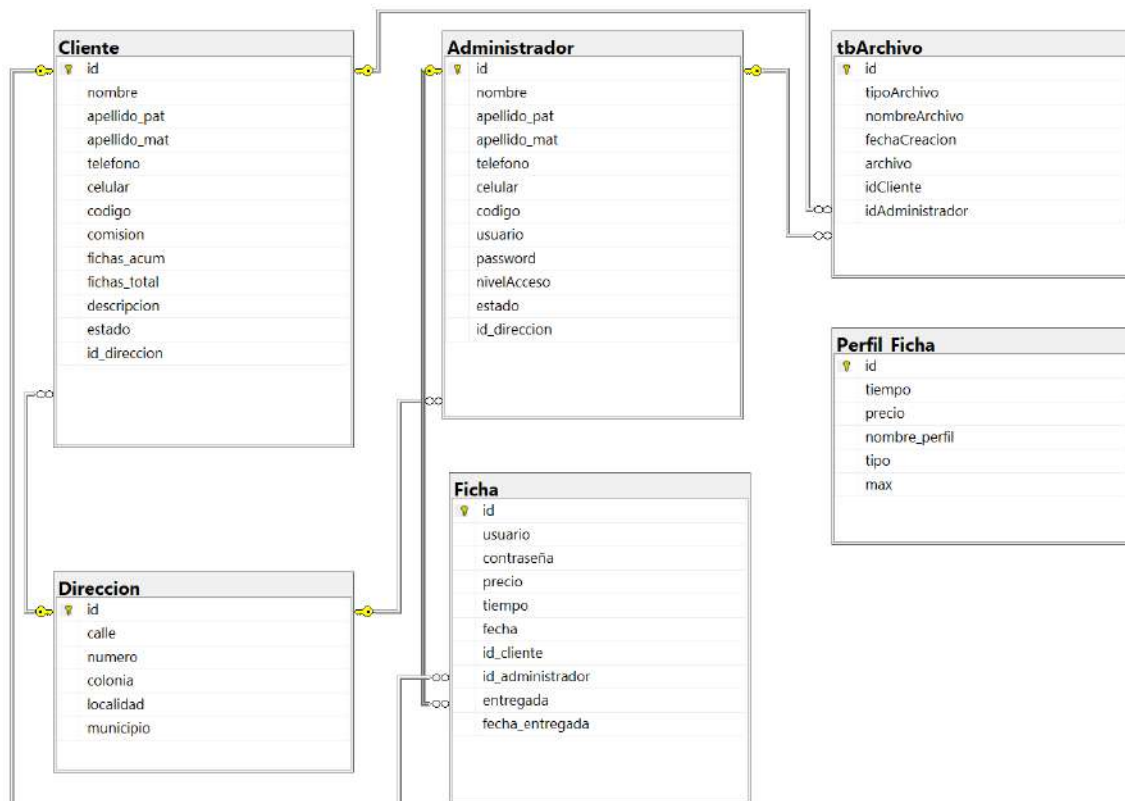 Cliente
id
nombre
apellido_pat
apellido_mat
telefono
celular
codigo
comision
fichas_acum
fichas_total
descripcion
estado
id_direccion
Administrador
id
nombre
apellido_pat
apellido_mat
telefono
celular
codigo
usuario
password
nivelAcceso
estado
id_direccion
tbArchivo
id
tipoArchivo
nombreArchivo
fechaCreacion
archivo
idCliente
idAdministrador
Perfil_Ficha
id
tiempo
precio
nombre_perfil
tipo
max
Ficha
id
usuario
contraseña
precio
tiempo
fecha
id_cliente
id_administrador
entregada
fecha_entregada
Direccion
id
calle
numero
colonia
localidad
municipio